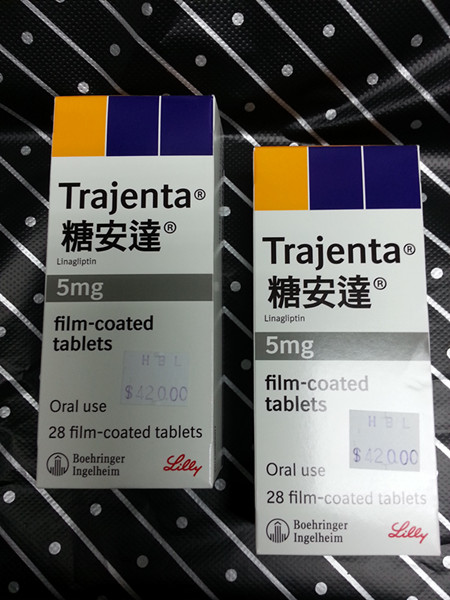 Trajenta®
糖安達®
Linagliptin
5mg
film-coated
tablets
HBL
$420.00
Oral use
28 film-coated tablets
Boehringer
Ingelheim
Lilly
Trajenta®
糖安達®
Linagliptin
5mg
film-coated
tablets
HBL
$420.00
Oral use
28 film-coated tablets
Boehringer
Ingelheim
Lilly